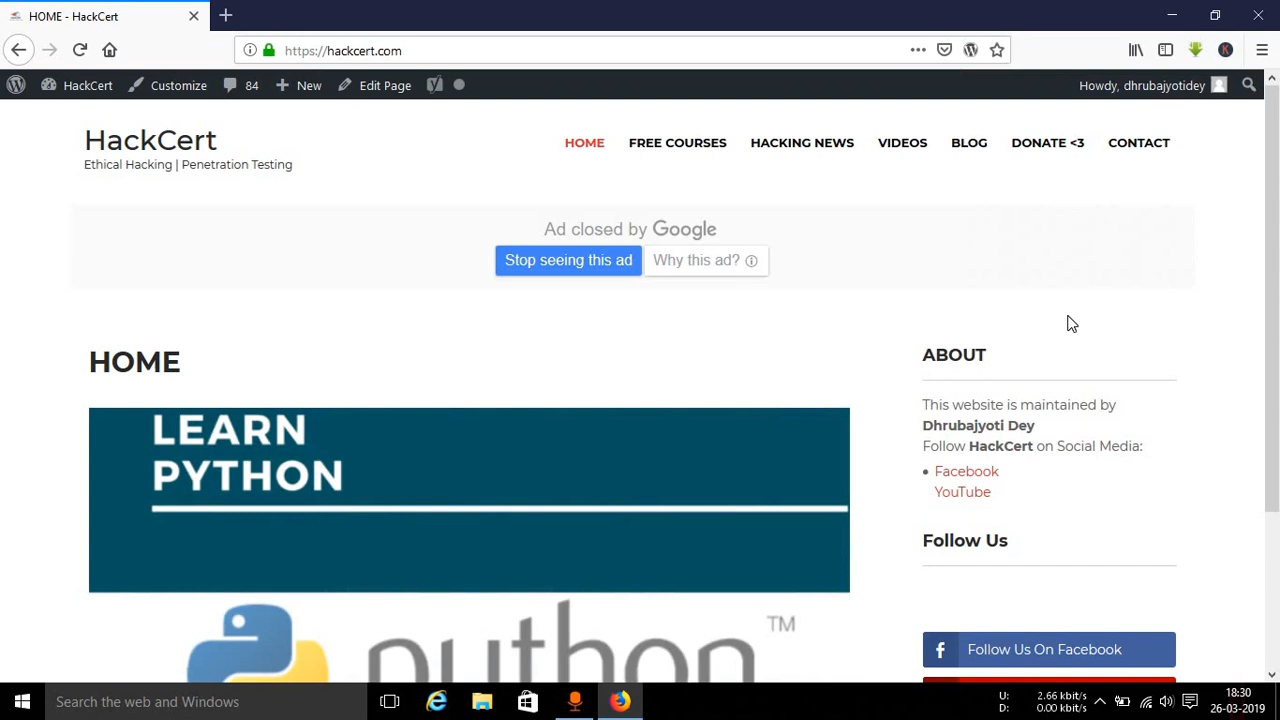 HOME - HackCert
https://hackcert.com
HackCert
Customize
84
New
Edit Page
Howdy, dhrubajyotidey
HackCert
Ethical Hacking | Penetration Testing
HOME
FREE COURSES
HACKING NEWS
VIDEOS
BLOG
DONATE <3
CONTACT
Ad closed by Google
Stop seeing this ad
Why this ad?
HOME
LEARN
PYTHON
python
TM
ABOUT
This website is maintained by
Dhrubajyoti Dey
Follow HackCert on Social Media:
Facebook
YouTube
Follow Us
Follow Us On Facebook
Search the web and Windows
U: 2.66 kbit/s
D: 0.00 kbit/s
18:30
26-03-2019